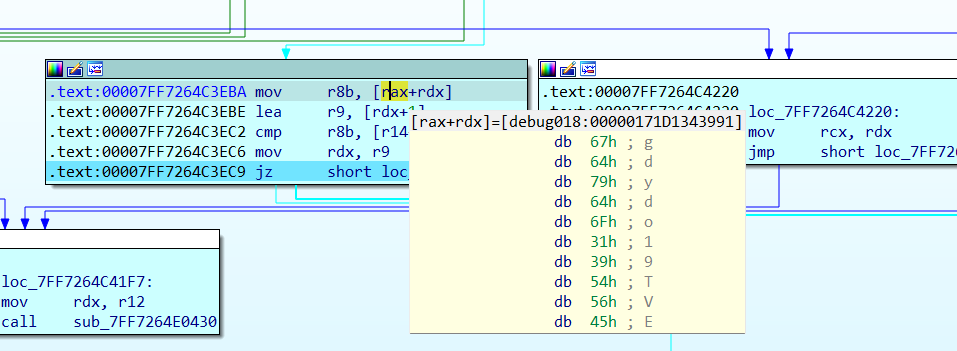 .text:00007FF7264C3EBA mov r8b, [rax+rdx]
.text:00007FF7264C3EBE lea r9, [rdx+1]
.text:00007FF7264C3EC2 cmp r8b, [r14
.text:00007FF7264C3EC6 mov rdx, r9
.text:00007FF7264C3EC9 jz short loc_
.text:00007FF7264C4220
.text:00007FF7264C4220 loc_7FF7264C4220:
mov rcx, rdx
jmp short loc_7FF726
[rax+rdx]=[debug018:00000171D1343991]
db 67h ; g
db 64h ; d
db 79h ; y
db 64h ; d
db 6Fh ; o
db 31h ; 1
db 39h ; 9
db 54h ; T
db 56h ; V
db 45h ; E
loc_7FF7264C41F7:
mov rdx, r12
call sub_7FF7264E0430